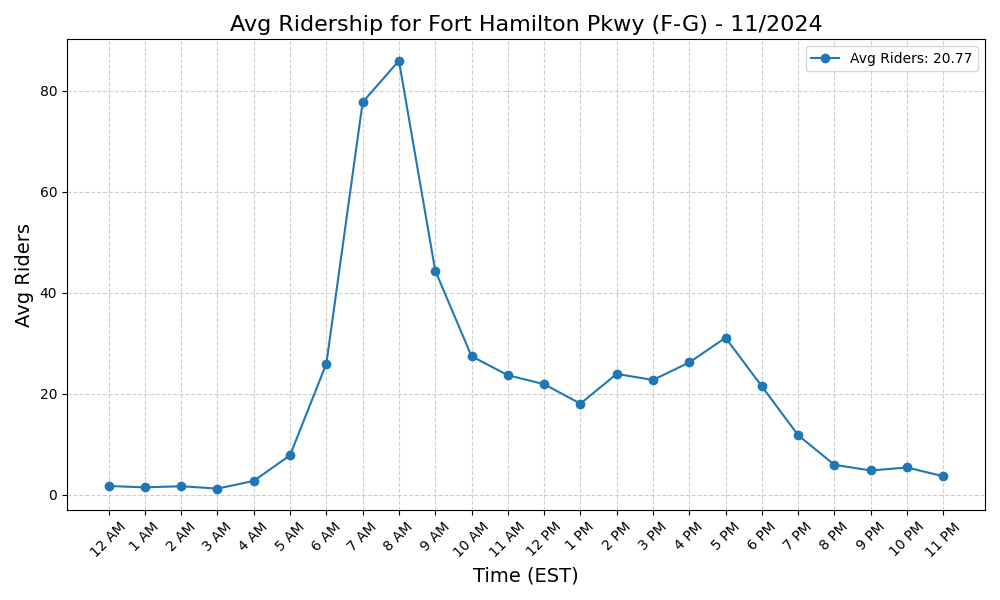 Avg Ridership for Fort Hamilton Pkwy (F-G) - 11/2024
Avg Riders: 20.77
Avg Riders
80
60
40
20
0
12 AM
1 AM
2 AM
3 AM
4 AM
5 AM
6 AM
7 AM
8 AM
9 AM
10 AM
11 AM
12 PM
1 PM
2 PM
3 PM
4 PM
5 PM
6 PM
7 PM
8 PM
9 PM
10 PM
11 PM
Time (EST)